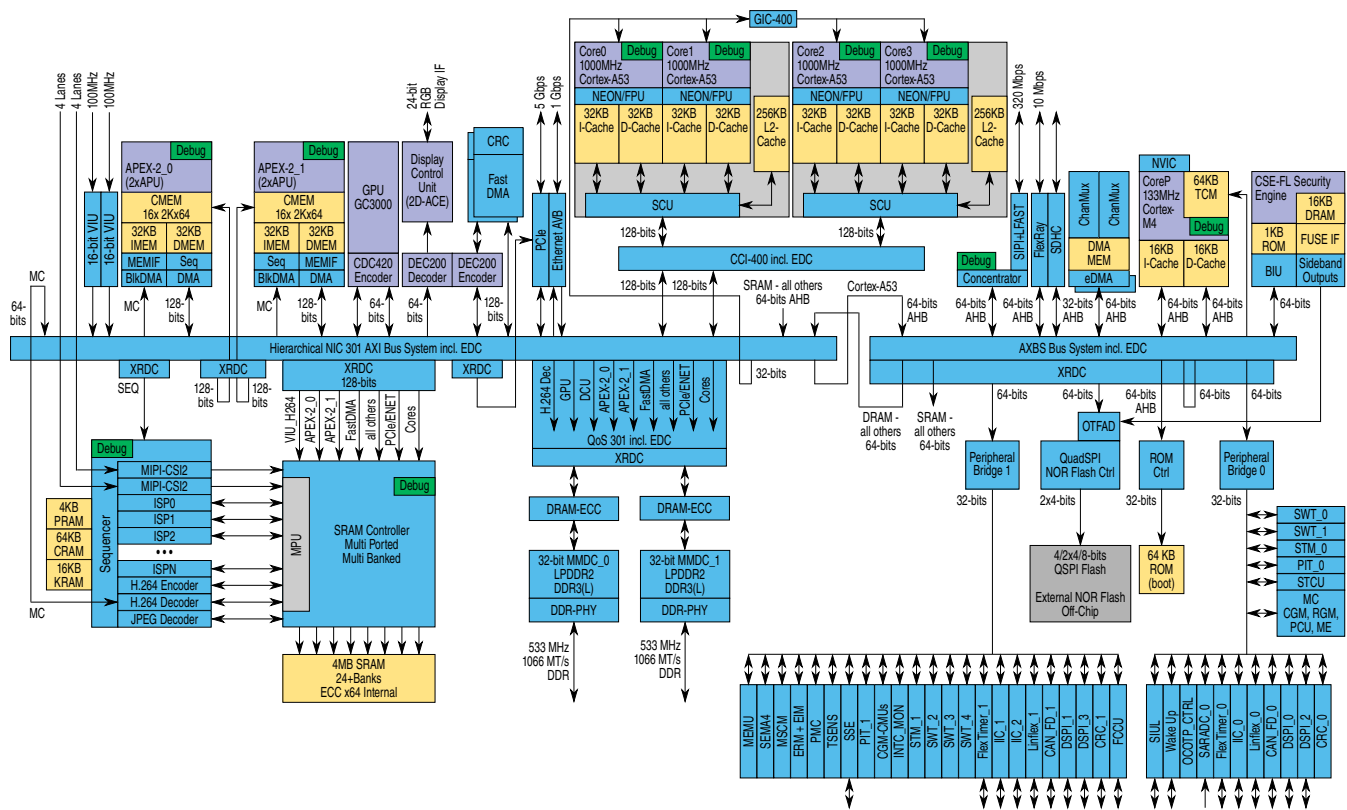 GIC-400
Core0
1000MHz
Cortex-A53
Debug
Core1
1000MHz
Cortex-A53
Debug
Core2
1000MHz
Cortex-A53
Debug
Core3
1000MHz
Cortex-A53
Debug
NEON/FPU
NEON/FPU
NEON/FPU
NEON/FPU
32KB
I-Cache
32KB
D-Cache
32KB
I-Cache
32KB
D-Cache
256KB
L2-
Cache
32KB
I-Cache
32KB
D-Cache
32KB
I-Cache
32KB
D-Cache
256KB
L2-
Cache
SCU
SCU
128-bits
128-bits
CCI-400 incl. EDC
128-bits
128-bits
SRAM - all others
64-bits AHB
Cortex-A53
4 Lanes
4 Lanes
100MHz
100MHz
16-bit VIU
16-bit VIU
Debug
APEX-2_0
(2xAPU)
CMEM
16x 2Kx64
32KB
IMEM
32KB
DMEM
MEMIF
Seq
BlkDMA
DMA
MC
128-
bits
Debug
APEX-2_1
(2xAPU)
CMEM
16x 2Kx64
32KB
IMEM
32KB
DMEM
Seq
MEMIF
BlkDMA
DMA
MC
128-
bits
GPU
GC3000
CDC420
Encoder
64-
bits
24-bit
RGB
Display IF
Display
Control
Unit
(2D-ACE)
DEC200
Decoder
DEC200
Encoder
64-
bits
128-
bits
CRC
Fast
DMA
5 Gbps
1 Gbps
PCIe
Ethernet AVB
320 Mbps
10 Mbps
SIPI+LFAST
FlexRay
SDHC
Debug
Concentrator
64-bits
AHB
64-bits
AHB
ChanMux
ChanMux
DMA
MEM
eDMA
32-bits
AHB
64-bits
AHB
NVIC
CoreP
133MHz
Cortex-
M4
64KB
TCM
Debug
16KB
I-Cache
16KB
D-Cache
64-bits
AHB
64-bits
AHB
CSE-FL Security
Engine
16KB
DRAM
1KB
ROM
FUSE IF
BIU
Sideband
Outputs
64-bits
MC
64-
bits
Hierarchical NIC 301 AXI Bus System incl. EDC
AXBS Bus System incl. EDC
XRDC
XRDC
XRDC
128-bits
XRDC
XRDC
SEQ
128-
bits
128-
bits
32-bits
VIU_H264
APEX-2_0
APEX-2_1
FastDMA
all others
PCIe/ENET
Cores
H.264 Dec
GPU
DCU
APEX-2_0
APEX-2_1
FastDMA
all others
PCIe/ENET
Cores
QoS 301 incl. EDC
XRDC
DRAM -
all others
64-bits
SRAM -
all others
64-bits
64-bits
64-bits
64-bits
AHB
64-bits
64-bits
OTFAD
Peripheral
Bridge 1
QuadSPI
NOR Flash Ctrl
ROM
Ctrl
Peripheral
Bridge 0
32-bits
2x4-bits
32-bits
32-bits
Debug
Sequencer
4KB
PRAM
64KB
CRAM
16KB
KRAM
MIPI-CSI2
MIPI-CSI2
ISP0
ISP1
ISP2
•••
ISPN
H.264 Encoder
H.264 Decoder
JPEG Decoder
MC
MPU
Debug
SRAM Controller
Multi Ported
Multi Banked
4MB SRAM
24+Banks
ECC x64 Internal
DRAM-ECC
DRAM-ECC
32-bit MMDC_0
LPDDR2
DDR3(L)
32-bit MMDC_1
LPDDR2
DDR3(L)
DDR-PHY
DDR-PHY
533 MHz
1066 MT/s
DDR
533 MHz
1066 MT/s
DDR
4/2x4/8-bits
QSPI Flash
External NOR Flash
Off-Chip
64 KB
ROM
(boot)
SWT_0
SWT_1
STM_0
PIT_0
STCU
MC
CGM, RGM,
PCU, ME
MEMU
SEMA4
MSCM
ERM + EIM
PMC
TSENS
SSE
PIT_1
CGM-CMUs
INTC_MON
STM_1
SWT_2
SWT_3
SWT_4
FlexTimer_1
IIC_1
IIC_2
Linflex_1
CAN_FD_1
DSPI_1
DSPI_3
CRC_1
FCCU
SIUL
Wake Up
OCOTP_CTRL
SARADC_0
FlexTimer_0
IIC_0
Linflex_0
CAN_FD_0
DSPI_0
DSPI_2
CRC_0